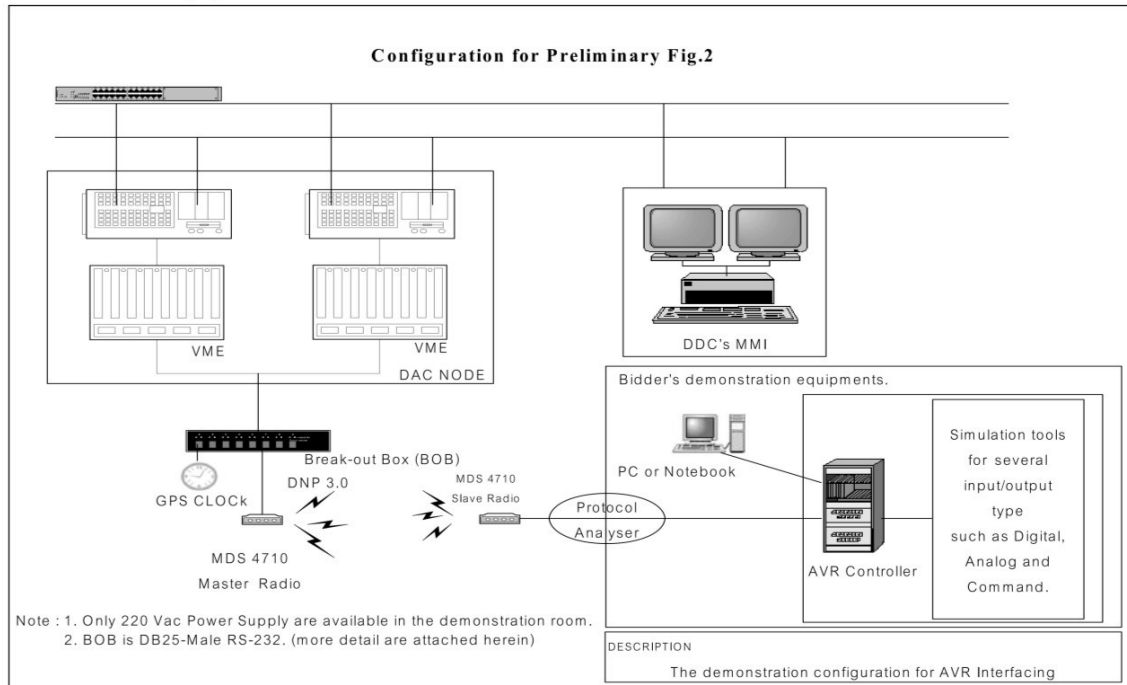 Configuration for Preliminary Fig.2
VME
VME
DAC NODE
DDC's MMI
Bidder's demonstration equipments.
PC or Notebook
Simulation tools
for several
input/output
type
such as Digital,
Analog and
Command.
AVR Controller
Break-out Box (BOB)
DNP 3.0
GPS CLOCk
MDS 4710
Slave Radio
Protocol
Analyser
MDS 4710
Master Radio
Note : 1. Only 220 Vac Power Supply are available in the demonstration room.
2. BOB is DB25-Male RS-232. (more detail are attached herein)
DESCRIPTION
The demonstration configuration for AVR Interfacing